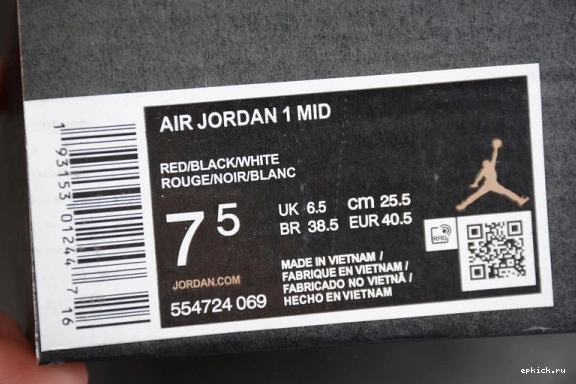 AIR JORDAN 1 MID
RED/BLACK/WHITE
ROUGE/NOIR/BLANC
7 5
UK 6.5 cm 25.5
BR 38.5 EUR 40.5
JORDAN.COM
554724 069
MADE IN VIETNAM /
FABRIQUE EN VIETNAM /
FABRICADO NO VIETNÃ /
HECHO EN VIETNAM
RFID
1 93153 01244 7 16
epkick.ru